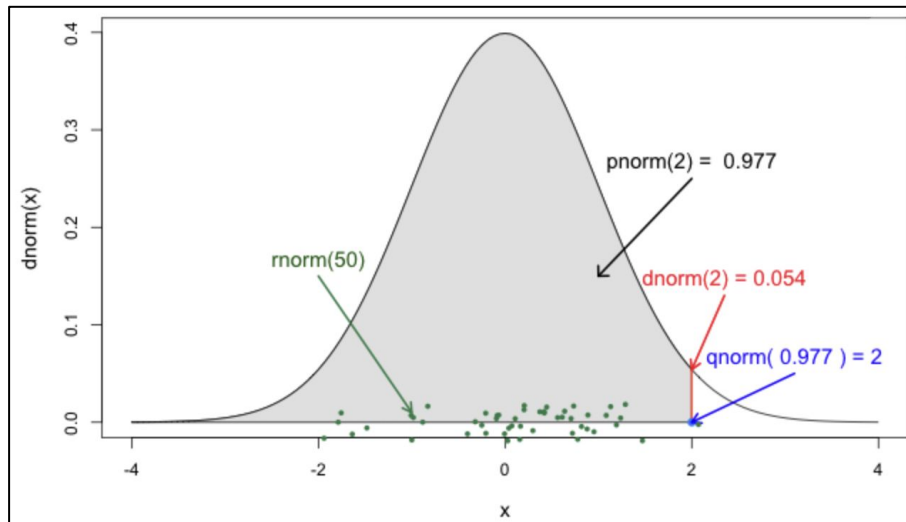 0.4
0.3
0.2
0.1
0.0
dnorm(x)
pnorm(2) = 0.977
rnorm(50)
dnorm(2) = 0.054
qnorm( 0.977 ) = 2
-4
-2
0
2
4
x